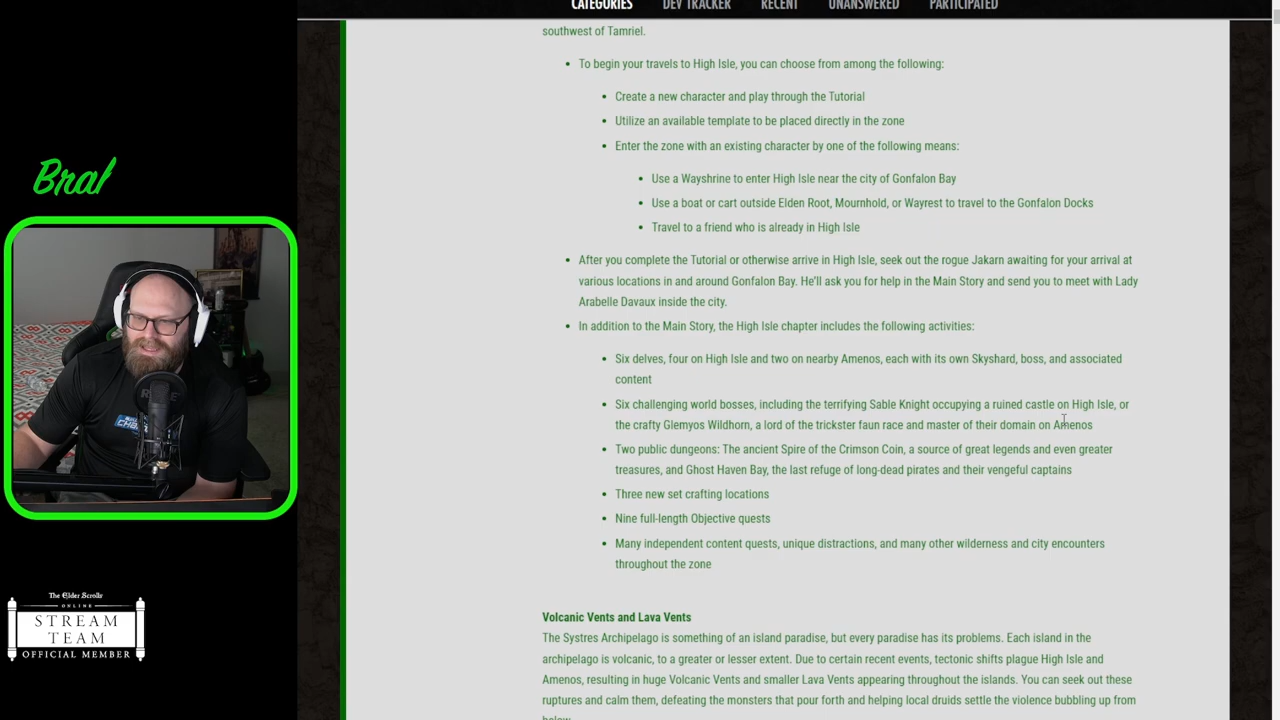 CATEGORIES DEV TRACKER RECENT UNANSWERED PARTICIPATED
southwest of Tamriel.
To begin your travels to High Isle, you can choose from among the following:
Create a new character and play through the Tutorial
Utilize an available template to be placed directly in the zone
Enter the zone with an existing character by one of the following means:
Use a Wayshrine to enter High Isle near the city of Gonfalon Bay
Use a boat or cart outside Elden Root, Mournhold, or Wayrest to travel to the Gonfalon Docks
Travel to a friend who is already in High Isle
After you complete the Tutorial or otherwise arrive in High Isle, seek out the rogue Jakarn awaiting for your arrival at
various locations in and around Gonfalon Bay. He'll ask you for help in the Main Story and send you to meet with Lady
Arabelle Davaux inside the city.
In addition to the Main Story, the High Isle chapter includes the following activities:
Six delves, four on High Isle and two on nearby Amenos, each with its own Skyshard, boss, and associated
content
Six challenging world bosses, including the terrifying Sable Knight occupying a ruined castle on High Isle, or
the crafty Glemyos Wildhorn, a lord of the trickster faun race and master of their domain on Amenos
Two public dungeons: The ancient Spire of the Crimson Coin, a source of great legends and even greater
treasures, and Ghost Haven Bay, the last refuge of long-dead pirates and their vengeful captains
Three new set crafting locations
Nine full-length Objective quests
Many independent content quests, unique distractions, and many other wilderness and city encounters
throughout the zone
Volcanic Vents and Lava Vents
The Systres Archipelago is something of an island paradise, but every paradise has its problems. Each island in the
archipelago is volcanic, to a greater or lesser extent. Due to certain recent events, tectonic shifts plague High Isle and
Amenos, resulting in huge Volcanic Vents and smaller Lava Vents appearing throughout the islands. You can seek out these
ruptures and calm them, defeating the monsters that pour forth and helping local druids settle the violence bubbling up from
below.
Bral
The Elder Scrolls
ONLINE
STREAM
TEAM
OFFICIAL MEMBER